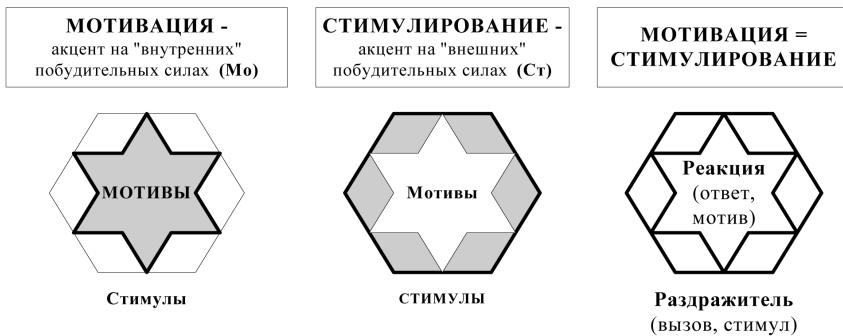 МОТИВАЦИЯ -
акцент на "внутренних"
побудительных силах (Мо)
СТИМУЛИРОВАНИЕ -
акцент на "внешних"
побудительных силах (Ст)
МОТИВАЦИЯ =
СТИМУЛИРОВАНИЕ
МОТИВЫ
Стимулы
Мотивы
СТИМУЛЫ
Реакция
(ответ,
мотив)
Раздражитель
(вызов, стимул)